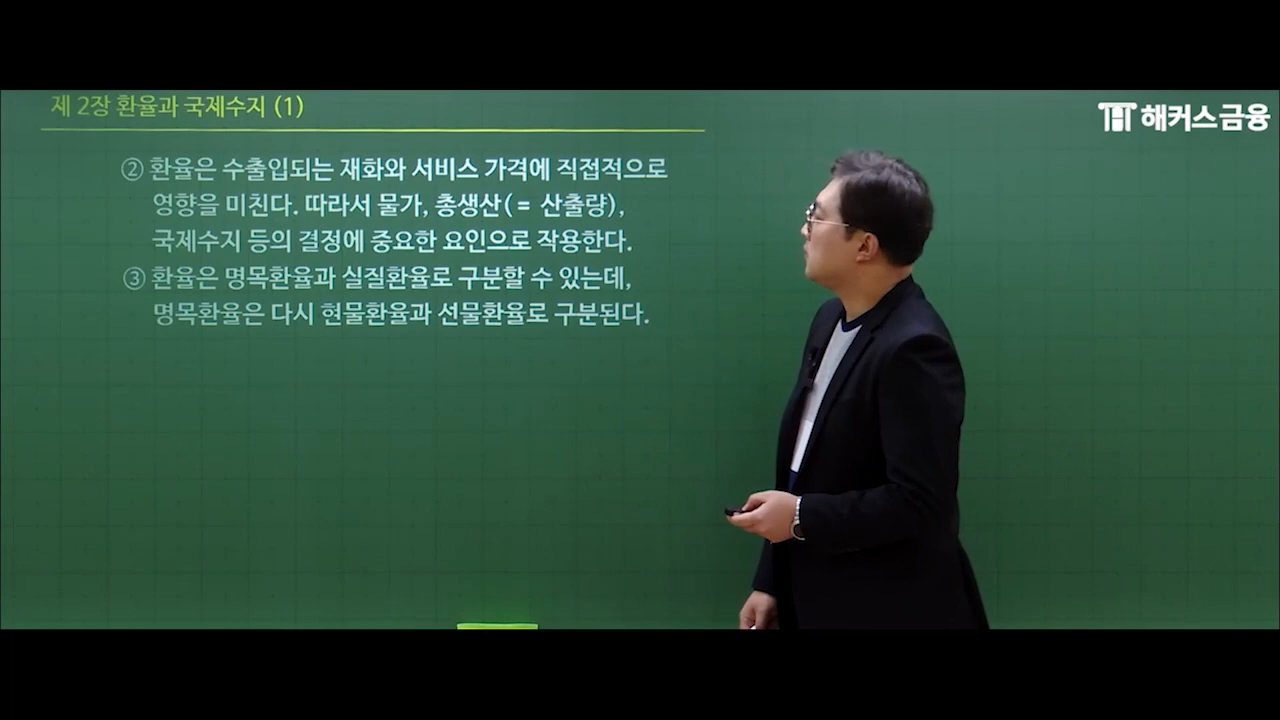 제 2장 환율과 국제수지 (1)
해커스금융
② 환율은 수출입되는 재화와 서비스 가격에 직접적으로
영향을 미친다. 따라서 물가, 총생산(= 산출량),
국제수지 등의 결정에 중요한 요인으로 작용한다.
③ 환율은 명목환율과 실질환율로 구분할 수 있는데,
명목환율은 다시 현물환율과 선물환율로 구분된다.